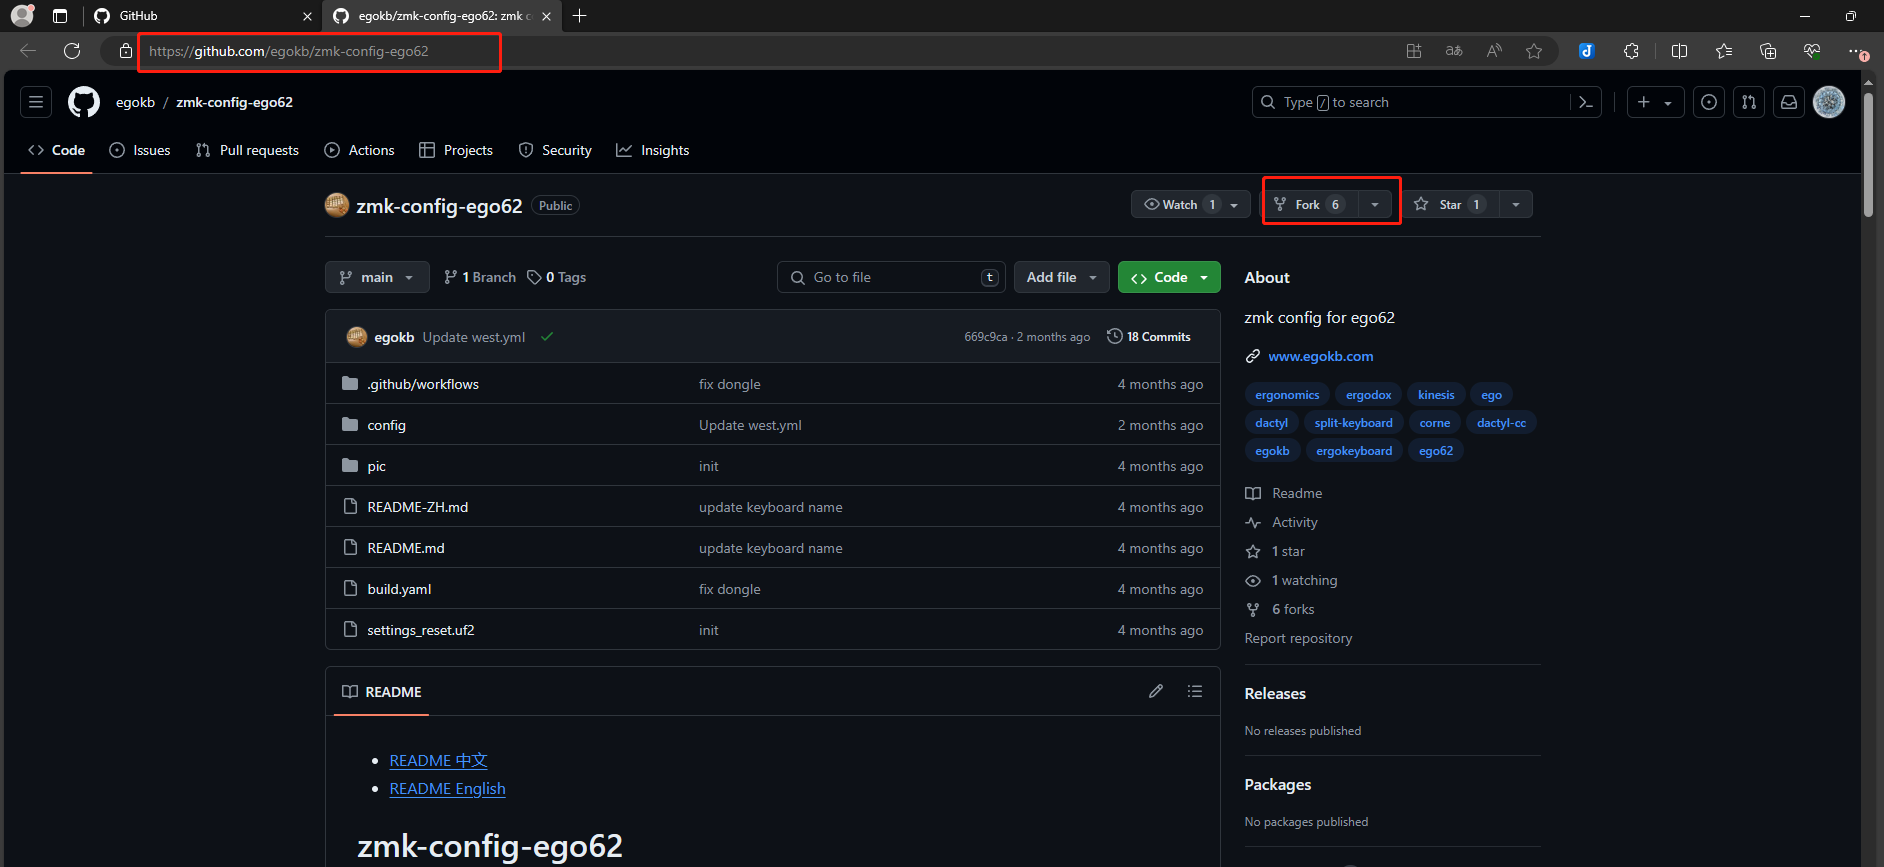 GitHub
egokb/zmk-config-ego62: zmk c
https://github.com/egokb/zmk-config-ego62
egokb / zmk-config-ego62
Type / to search
Code Issues Pull requests Actions Projects Security Insights
zmk-config-ego62 Public
Watch 1 Fork 6 Star 1
main 1 Branch 0 Tags Go to file t Add file Code
egokb Update west.yml 669c9ca · 2 months ago 18 Commits
.github/workflows fix dongle 4 months ago
config Update west.yml 2 months ago
pic init 4 months ago
README-ZH.md update keyboard name 4 months ago
README.md update keyboard name 4 months ago
build.yaml fix dongle 4 months ago
settings_reset.uf2 init 4 months ago
README
README 中文
README English
zmk-config-ego62
About
zmk config for ego62
www.egokb.com
ergonomics ergodox kinesis ego
dactyl split-keyboard corne dactyl-cc
egokb ergokeyboard ego62
Readme
Activity
1 star
1 watching
6 forks
Report repository
Releases
No releases published
Packages
No packages published